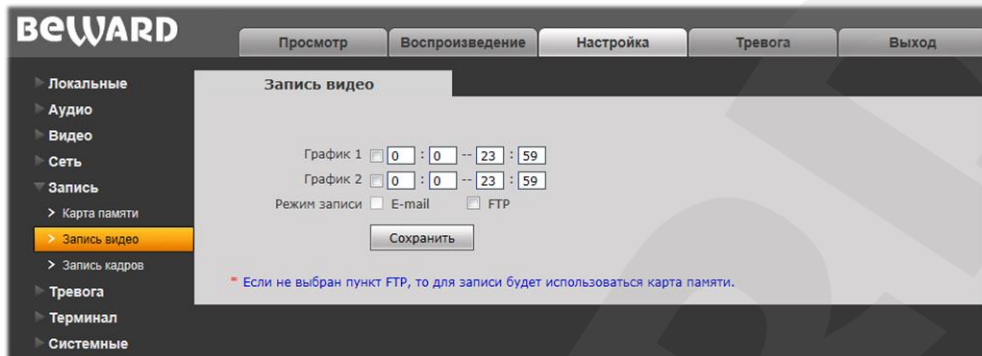 BEWARD
Просмотр Воспроизведение Настройка Тревога Выход
Локальные
Аудио
Видео
Сеть
Запись
Карта памяти
Запись видео
Запись кадров
Тревога
Терминал
Системные
Запись видео
График 1 0 : 0 -- 23 : 59
График 2 0 : 0 -- 23 : 59
Режим записи E-mail FTP
Сохранить
* Если не выбран пункт FTP, то для записи будет использоваться карта памяти.